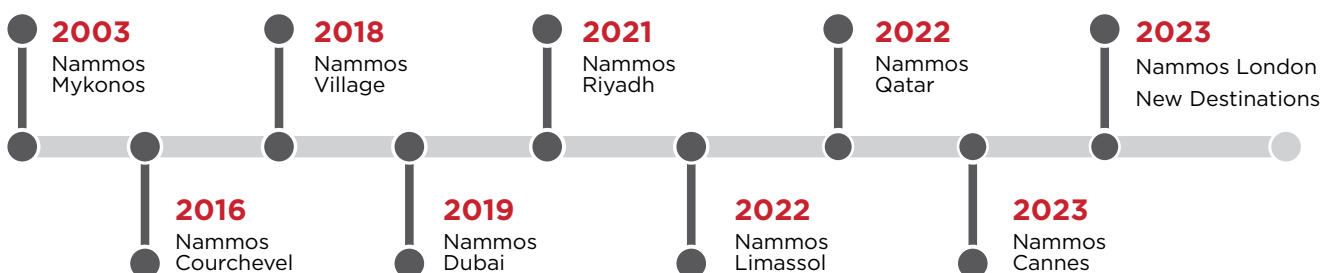 2003
Nammos
Mykonos
2016
Nammos
Courchevel
2018
Nammos
Village
2019
Nammos
Dubai
2021
Nammos
Riyadh
2022
Nammos
Limassol
2022
Nammos
Qatar
2023
Nammos
Cannes
2023
Nammos London
New Destinations